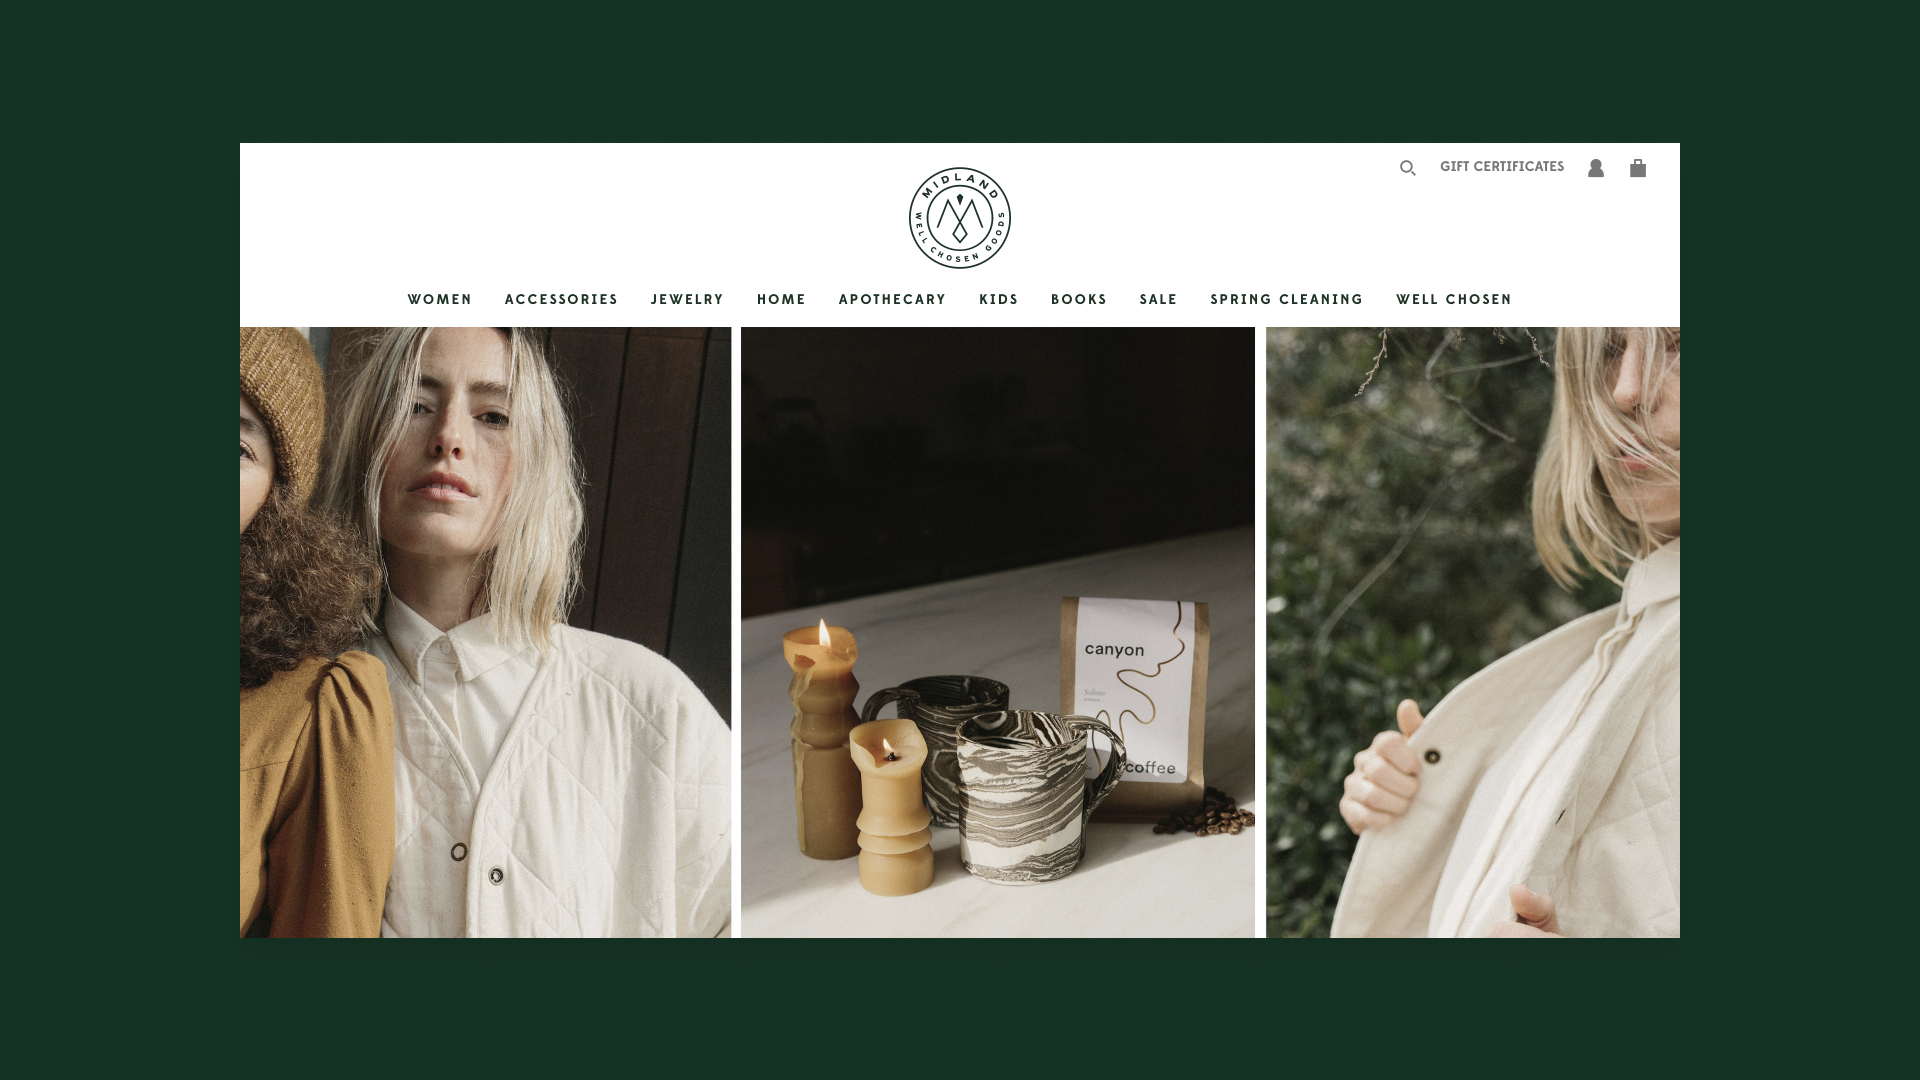 GIFT CERTIFICATES
MIDLAND
WELL CHOSEN GOODS
WOMEN ACCESSORIES JEWELRY HOME APOTHECARY KIDS BOOKS SALE SPRING CLEANING WELL CHOSEN
canyon
coffee